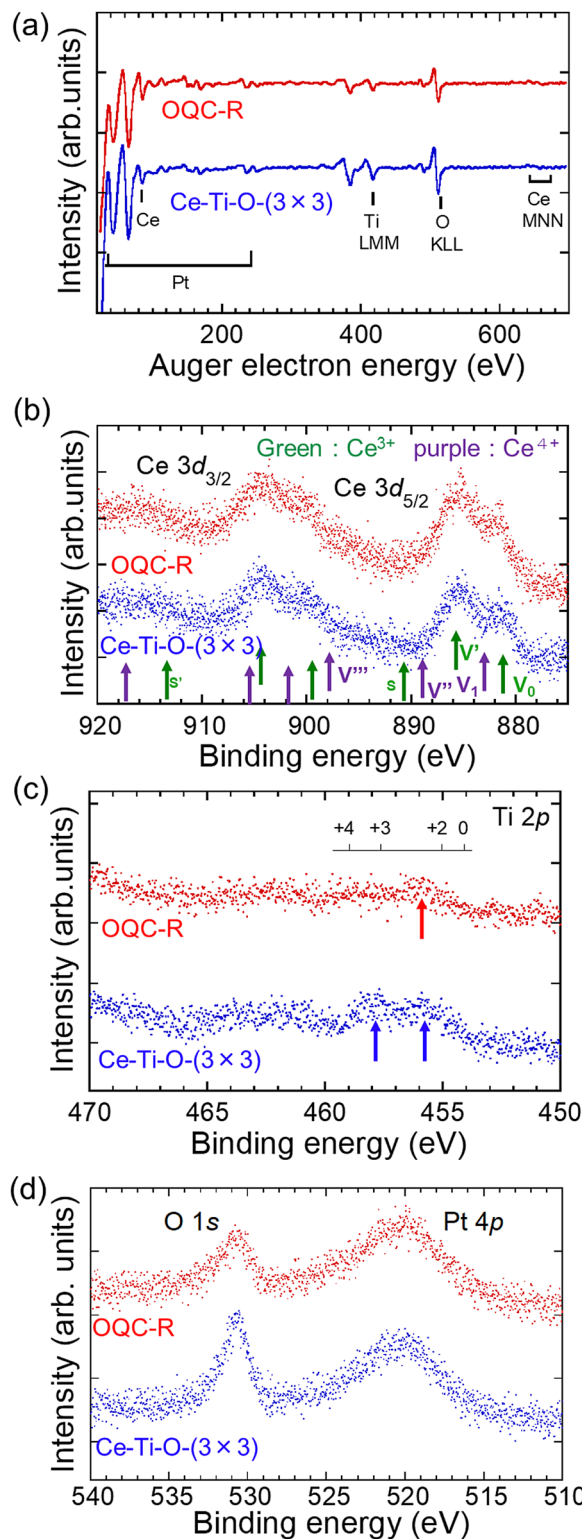 (a)
Intensity (arb.units)
OQC-R
Ce-Ti-O-(3×3)
Ce
Ti
LMM
O
KLL
Ce
MNN
Pt
200 400 600
Auger electron energy (eV)
(b)
Intensity (arb.units)
Green : Ce³⁺ purple : Ce⁴⁺
Ce 3d3/2
Ce 3d5/2
OQC-R
Ce-Ti-O-(3×3)
s' V''' s V'' V' V1 V0
920 910 900 890 880
Binding energy (eV)
(c)
Intensity (arb.units)
+4 +3 +2 0
Ti 2p
OQC-R
Ce-Ti-O-(3×3)
470 465 460 455 450
Binding energy (eV)
(d)
Intensity (arb. units)
O 1s
Pt 4p
OQC-R
Ce-Ti-O-(3×3)
540 535 530 525 520 515 510
Binding energy (eV)